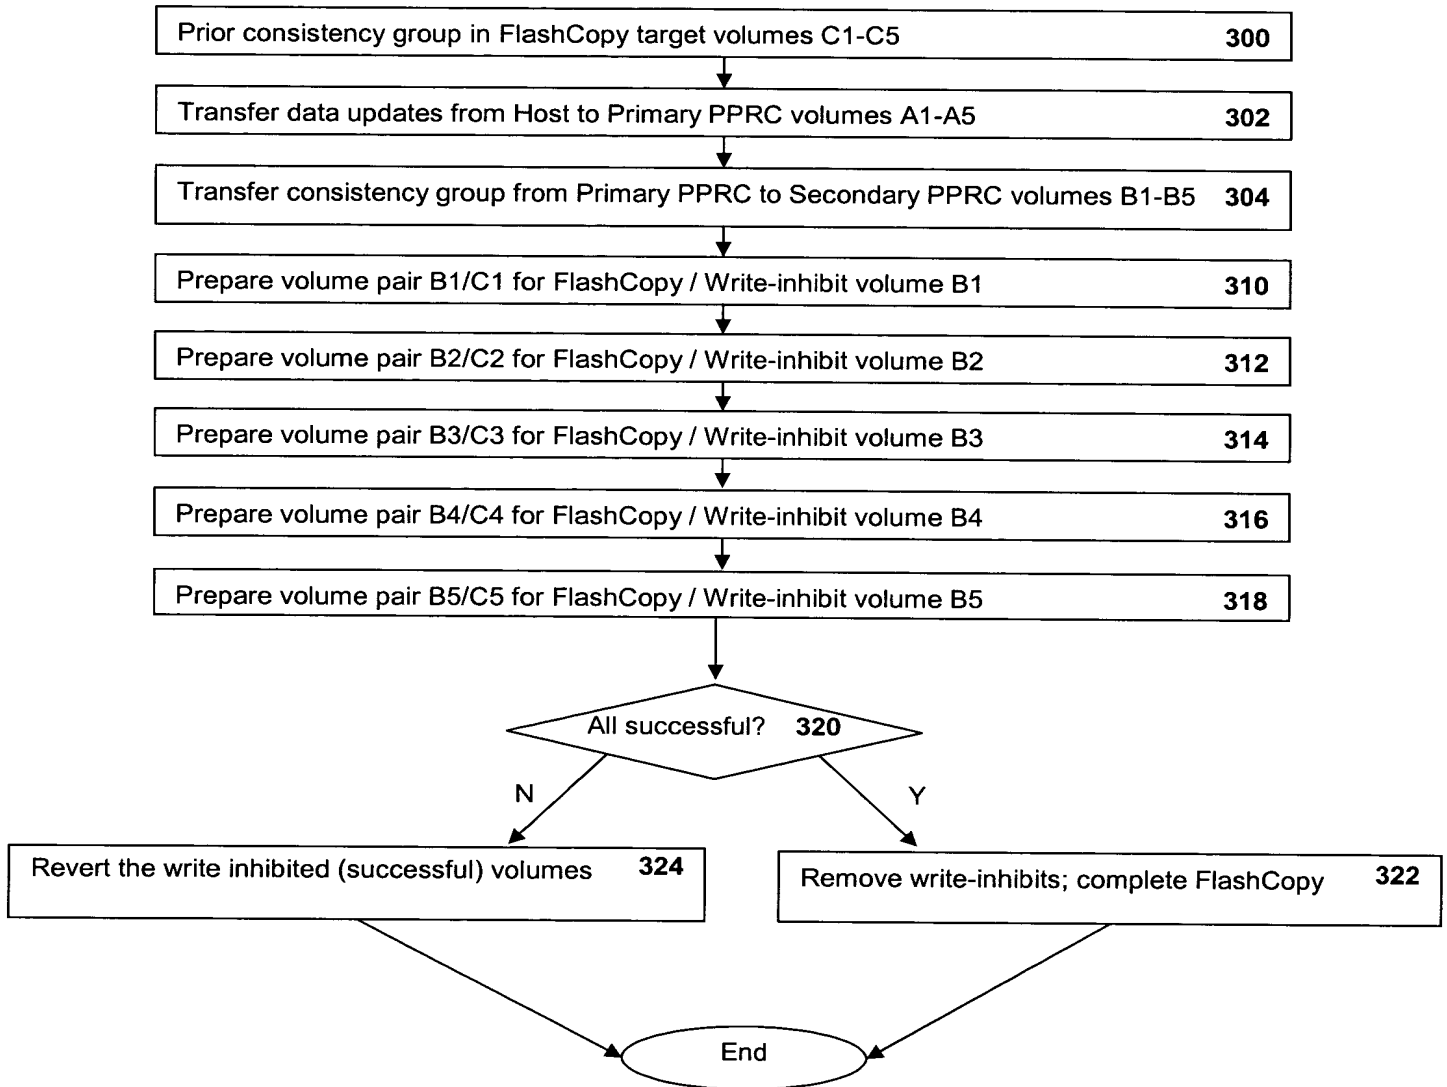 Prior consistency group in FlashCopy target volumes C1-C5 300
Transfer data updates from Host to Primary PPRC volumes A1-A5 302
Transfer consistency group from Primary PPRC to Secondary PPRC volumes B1-B5 304
Prepare volume pair B1/C1 for FlashCopy / Write-inhibit volume B1 310
Prepare volume pair B2/C2 for FlashCopy / Write-inhibit volume B2 312
Prepare volume pair B3/C3 for FlashCopy / Write-inhibit volume B3 314
Prepare volume pair B4/C4 for FlashCopy / Write-inhibit volume B4 316
Prepare volume pair B5/C5 for FlashCopy / Write-inhibit volume B5 318
All successful? 320
N
Y
Revert the write inhibited (successful) volumes 324
Remove write-inhibits; complete FlashCopy 322
End